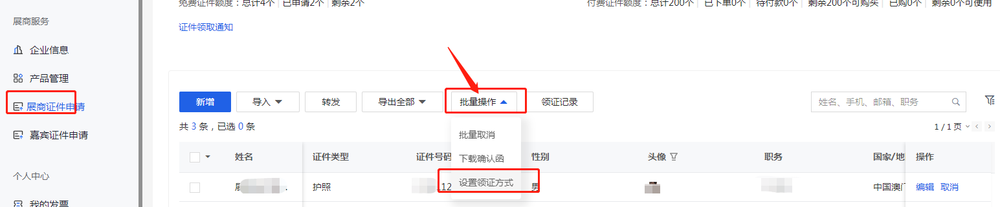 免费证件额度：总计4个 已申请2个 剩余2个
付费证件额度：总计200个 已下单0个 待付款0个 剩余200个可购买 已购0个 剩余0个可使用
展商服务
证件领取通知
企业信息
产品管理
展商证件申请
嘉宾证件申请
个人中心
我的发票
新增 导入 转发 导出全部 批量操作 领证记录
姓名、手机、邮箱、职务
共 3 条，已选 0 条
1 / 1 页
批量取消
下载确认函
设置领证方式
姓名 证件类型 证件号码 性别 头像 职务 国家/地 操作
护照 112 男 中国澳门 编辑 取消